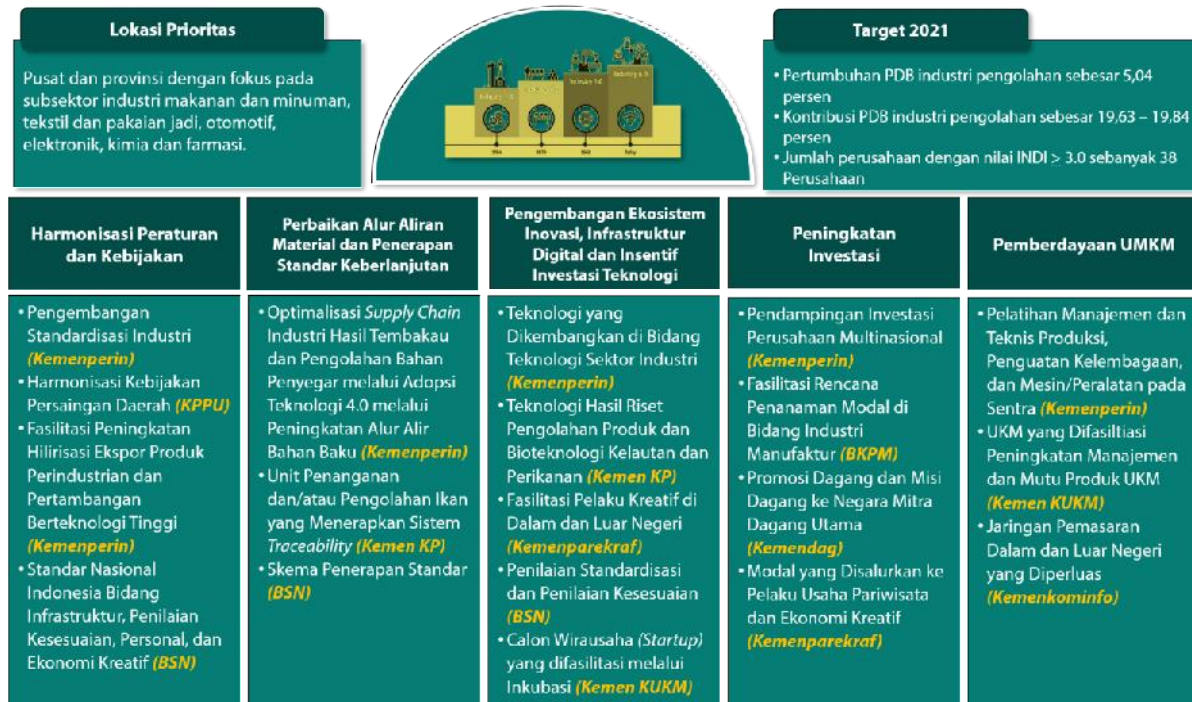 Lokasi Prioritas
Pusat dan provinsi dengan fokus pada
subsektor industri makanan dan minuman,
tekstil dan pakaian jadi, otomotif,
elektronik, kimia dan farmasi.
Target 2021
• Pertumbuhan PDB industri pengolahan sebesar 5,04
persen
• Kontribusi PDB industri pengolahan sebesar 19,63 – 19,84
persen
• Jumlah perusahaan dengan nilai INDI ≥ 3.0 sebanyak 38
Perusahaan
Harmonisasi Peraturan
dan Kebijakan
• Pengembangan
Standardisasi Industri
(Kemenperin)
• Harmonisasi Kebijakan
Persaingan Daerah (KPPU)
• Fasilitasi Peningkatan
Hilirisasi Ekspor Produk
Perindustrian dan
Pertambangan
Berteknologi Tinggi
(Kemenperin)
• Standar Nasional
Indonesia Bidang
Infrastruktur, Penilaian
Kesesuaian, Personal, dan
Ekonomi Kreatif (BSN)
Perbaikan Alur Aliran
Material dan Penerapan
Standar Keberlanjutan
• Optimalisasi Supply Chain
Industri Hasil Tembakau
dan Pengolahan Bahan
Penyegar melalui Adopsi
Teknologi 4.0 melalui
Peningkatan Alur Alir
Bahan Baku (Kemenperin)
• Unit Penanganan
dan/atau Pengolahan Ikan
yang Menerapkan Sistem
Traceability (Kemen KP)
• Skema Penerapan Standar
(BSN)
Pengembangan Ekosistem
Inovasi, Infrastruktur
Digital dan Insentif
Investasi Teknologi
• Teknologi yang
Dikembangkan di Bidang
Teknologi Sektor Industri
(Kemenperin)
• Teknologi Hasil Riset
Pengolahan Produk dan
Bioteknologi Kelautan dan
Perikanan (Kemen KP)
• Fasilitasi Pelaku Kreatif di
Dalam dan Luar Negeri
(Kemenparekraf)
• Penilaian Standardisasi
dan Penilaian Kesesuaian
(BSN)
• Calon Wirausaha (Startup)
yang difasilitasi melalui
Inkubasi (Kemen KUKM)
Peningkatan
Investasi
• Pendampingan Investasi
Perusahaan Multinasional
(Kemenperin)
• Fasilitasi Rencana
Penanaman Modal di
Bidang Industri
Manufaktur (BKPM)
• Promosi Dagang dan Misi
Dagang ke Negara Mitra
Dagang Utama
(Kemendag)
• Modal yang Disalurkan ke
Pelaku Usaha Pariwisata
dan Ekonomi Kreatif
(Kemenparekraf)
Pemberdayaan UMKM
• Pelatihan Manajemen dan
Teknis Produksi,
Penguatan Kelembagaan,
dan Mesin/Peralatan pada
Sentra (Kemenperin)
• UKM yang Difasiltiasi
Peningkatan Manajemen
dan Mutu Produk UKM
(Kemen KUKM)
• Jaringan Pemasaran
Dalam dan Luar Negeri
yang Diperluas
(Kemenkominfo)